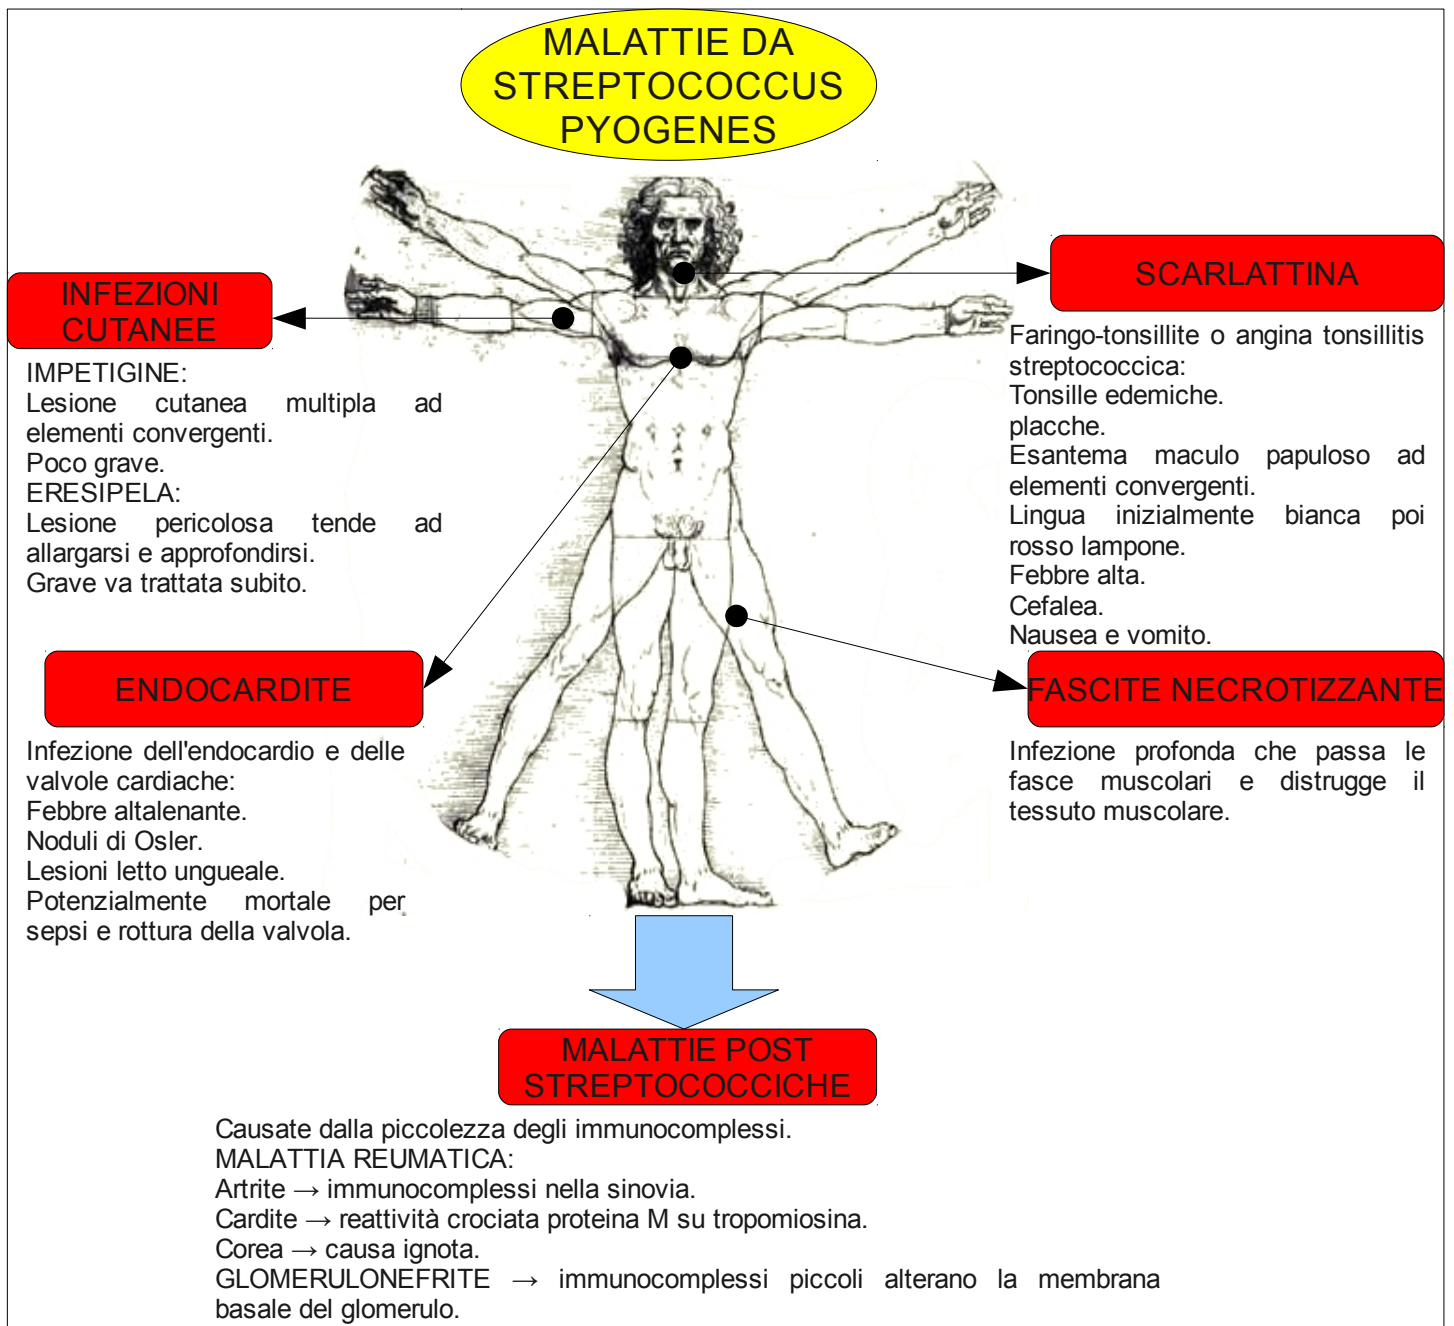 MALATTIE DA
STREPTOCOCCUS
PYOGENES
INFEZIONI
CUTANEE
IMPETIGINE:
Lesione cutanea multipla ad
elementi convergenti.
Poco grave.
ERESIPELA:
Lesione pericolosa tende ad
allargarsi e approfondirsi.
Grave va trattata subito.
SCARLATTINA
Faringo-tonsillite o angina tonsillitis
streptococcica:
Tonsille edemiche.
placche.
Esantema maculo papuloso ad
elementi convergenti.
Lingua inizialmente bianca poi
rosso lampone.
Febbre alta.
Cefalea.
Nausea e vomito.
ENDOCARDITE
Infezione dell'endocardio e delle
valvole cardiache:
Febbre altalenante.
Noduli di Osler.
Lesioni letto ungueale.
Potenzialmente mortale per
sepsi e rottura della valvola.
FASCITE NECROTIZZANTE
Infezione profonda che passa le
fasce muscolari e distrugge il
tessuto muscolare.
MALATTIE POST
STREPTOCOCCICHE
Causate dalla piccolezza degli immunocomplessi.
MALATTIA REUMATICA:
Artrite → immunocomplessi nella sinovia.
Cardite → reattività crociata proteina M su tropomiosina.
Corea → causa ignota.
GLOMERULONEFRITE → immunocomplessi piccoli alterano la membrana
basale del glomerulo.